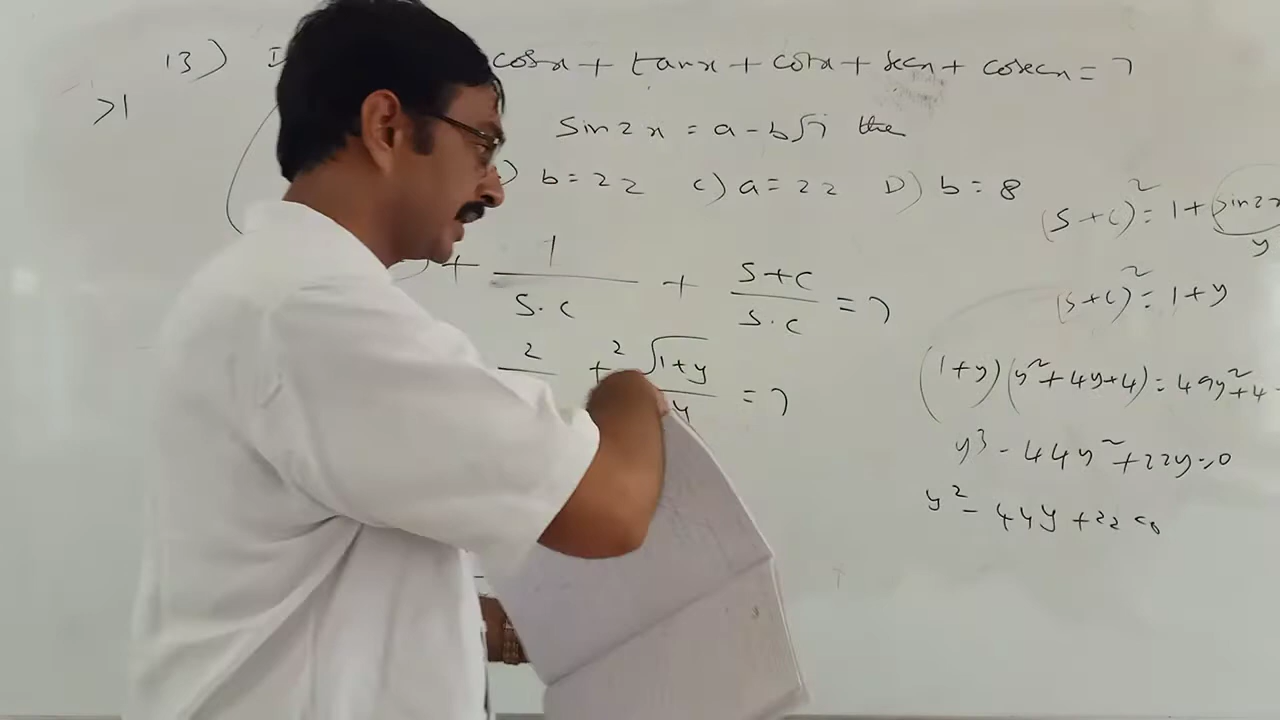 13) I cosx + tanx + cotx + secx + cosecx = 7
>1
sin2x = a - b√7 the
) b = 22 C) a = 22 D) b = 8
(S+C)² = 1 + sin2x
y
+ 1/S.C + S+C/S.C = 7
(S+C)² = 1+y
2 + 2√1+y/y = 7
(1+y)(y²+4y+4) = 49y²+4-
y³ - 44y² + 22y = 0
y² - 44y + 22 = 0